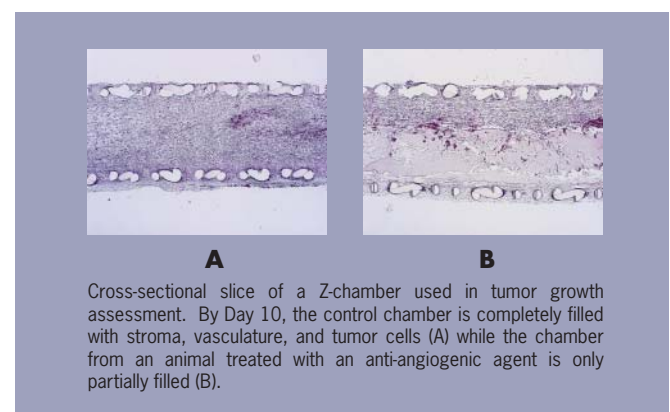 A
B
Cross-sectional slice of a Z-chamber used in tumor growth
assessment. By Day 10, the control chamber is completely filled
with stroma, vasculature, and tumor cells (A) while the chamber
from an animal treated with an anti-angiogenic agent is only
partially filled (B).